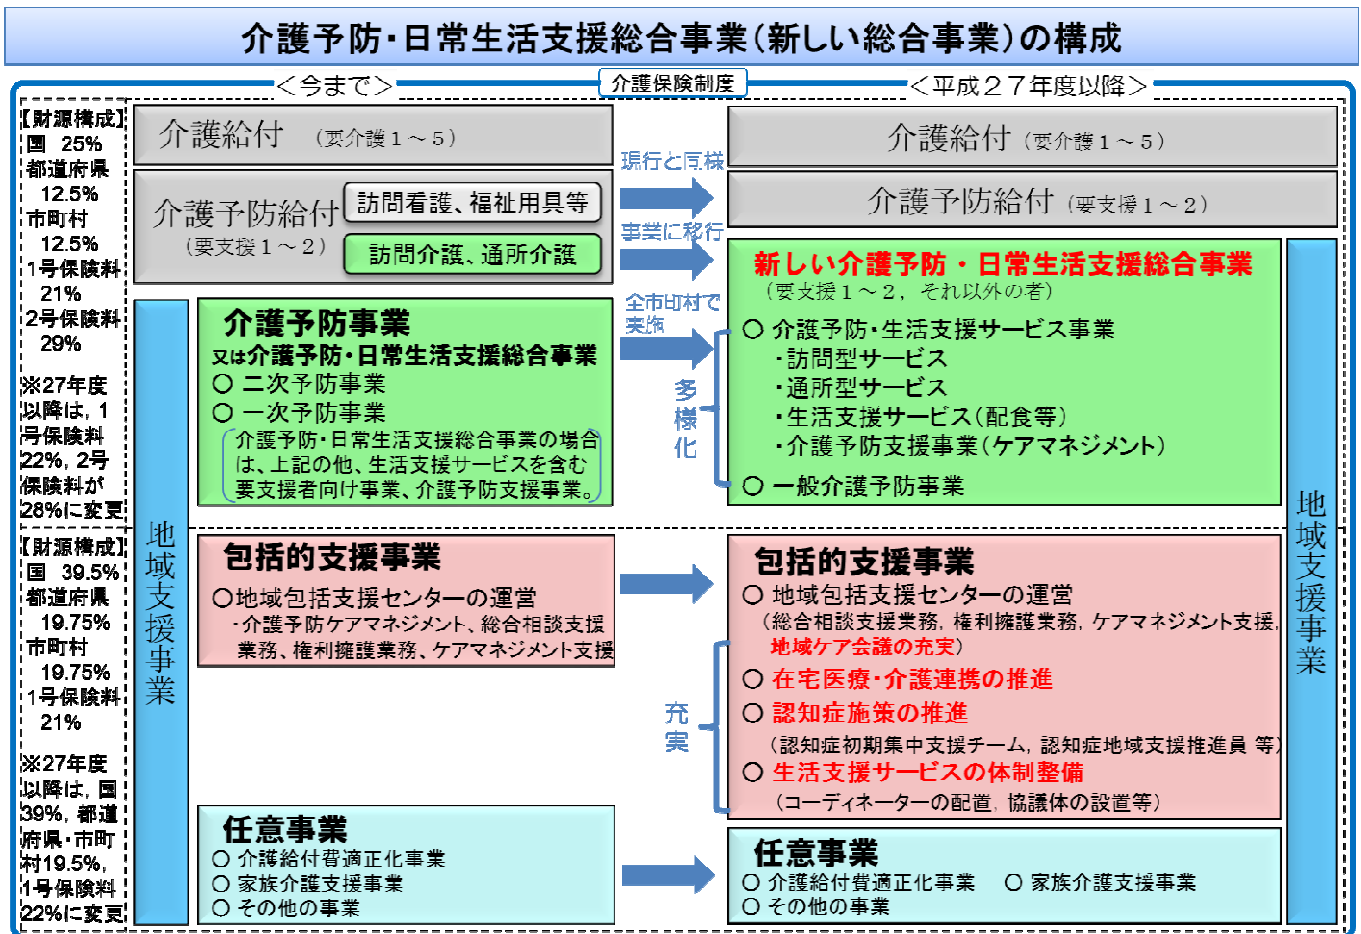 介護予防・日常生活支援総合事業(新しい総合事業)の構成
＜今まで＞
介護保険制度
＜平成２７年度以降＞
【財源構成】
国 25%
都道府県
12.5%
市町村
12.5%
1号保険料
21%
2号保険料
29%
※27年度
以降は，1
号保険料
22%，2号
保険料が
28%に変更
【財源構成】
国 39.5%
都道府県
19.75%
市町村
19.75%
1号保険料
21%
※27年度
以降は，国
39%，都道
府県・市町
村19.5%，
1号保険料
22%に変更
介護給付 （要介護１～５）
介護予防給付
（要支援１～２）
訪問看護、福祉用具等
訪問介護、通所介護
地域支援事業
介護予防事業
又は介護予防・日常生活支援総合事業
○ 二次予防事業
○ 一次予防事業
介護予防・日常生活支援総合事業の場合
は、上記の他、生活支援サービスを含む
要支援者向け事業、介護予防支援事業。
包括的支援事業
○地域包括支援センターの運営
・介護予防ケアマネジメント、総合相談支援
業務、権利擁護業務、ケアマネジメント支援
任意事業
○ 介護給付費適正化事業
○ 家族介護支援事業
○ その他の事業
現行と同様
事業に移行
全市町村で
実施
多様化
充実
介護給付 （要介護１～５）
介護予防給付 （要支援１～２）
新しい介護予防・日常生活支援総合事業
（要支援１～２，それ以外の者）
○ 介護予防・生活支援サービス事業
・訪問型サービス
・通所型サービス
・生活支援サービス(配食等)
・介護予防支援事業(ケアマネジメント)
○ 一般介護予防事業
包括的支援事業
○ 地域包括支援センターの運営
(総合相談支援業務，権利擁護業務，ケアマネジメント支援，
地域ケア会議の充実)
○ 在宅医療・介護連携の推進
○ 認知症施策の推進
(認知症初期集中支援チーム，認知症地域支援推進員 等)
○ 生活支援サービスの体制整備
(コーディネーターの配置，協議体の設置等)
任意事業
○ 介護給付費適正化事業 ○ 家族介護支援事業
○ その他の事業
地域支援事業